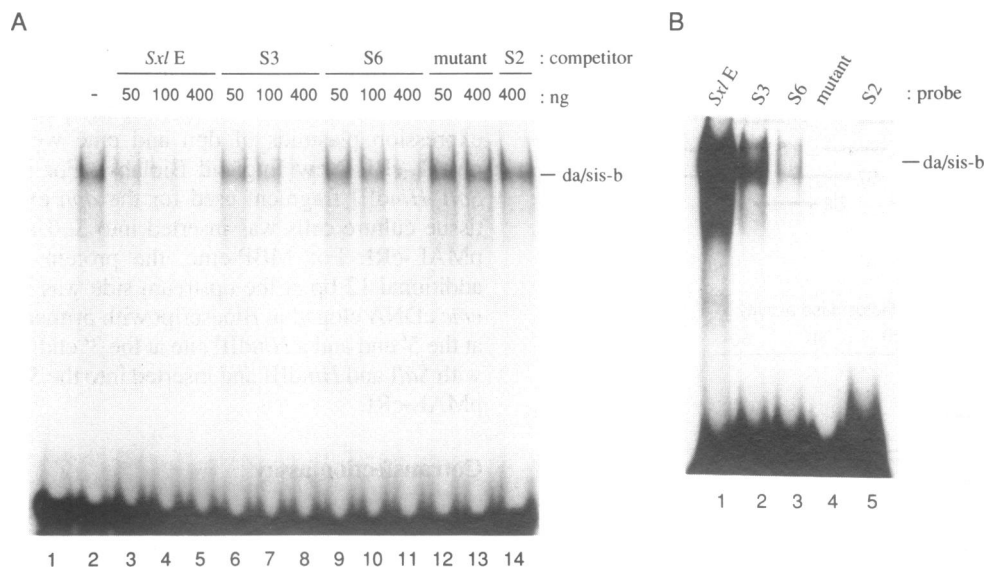 A
Sxl E S3 S6 mutant S2 : competitor
- 50 100 400 50 100 400 50 100 400 50 400 400 : ng
da/sis-b
1 2 3 4 5 6 7 8 9 10 11 12 13 14
B
Sxl E S3 S6 mutant S2 : probe
da/sis-b
1 2 3 4 5